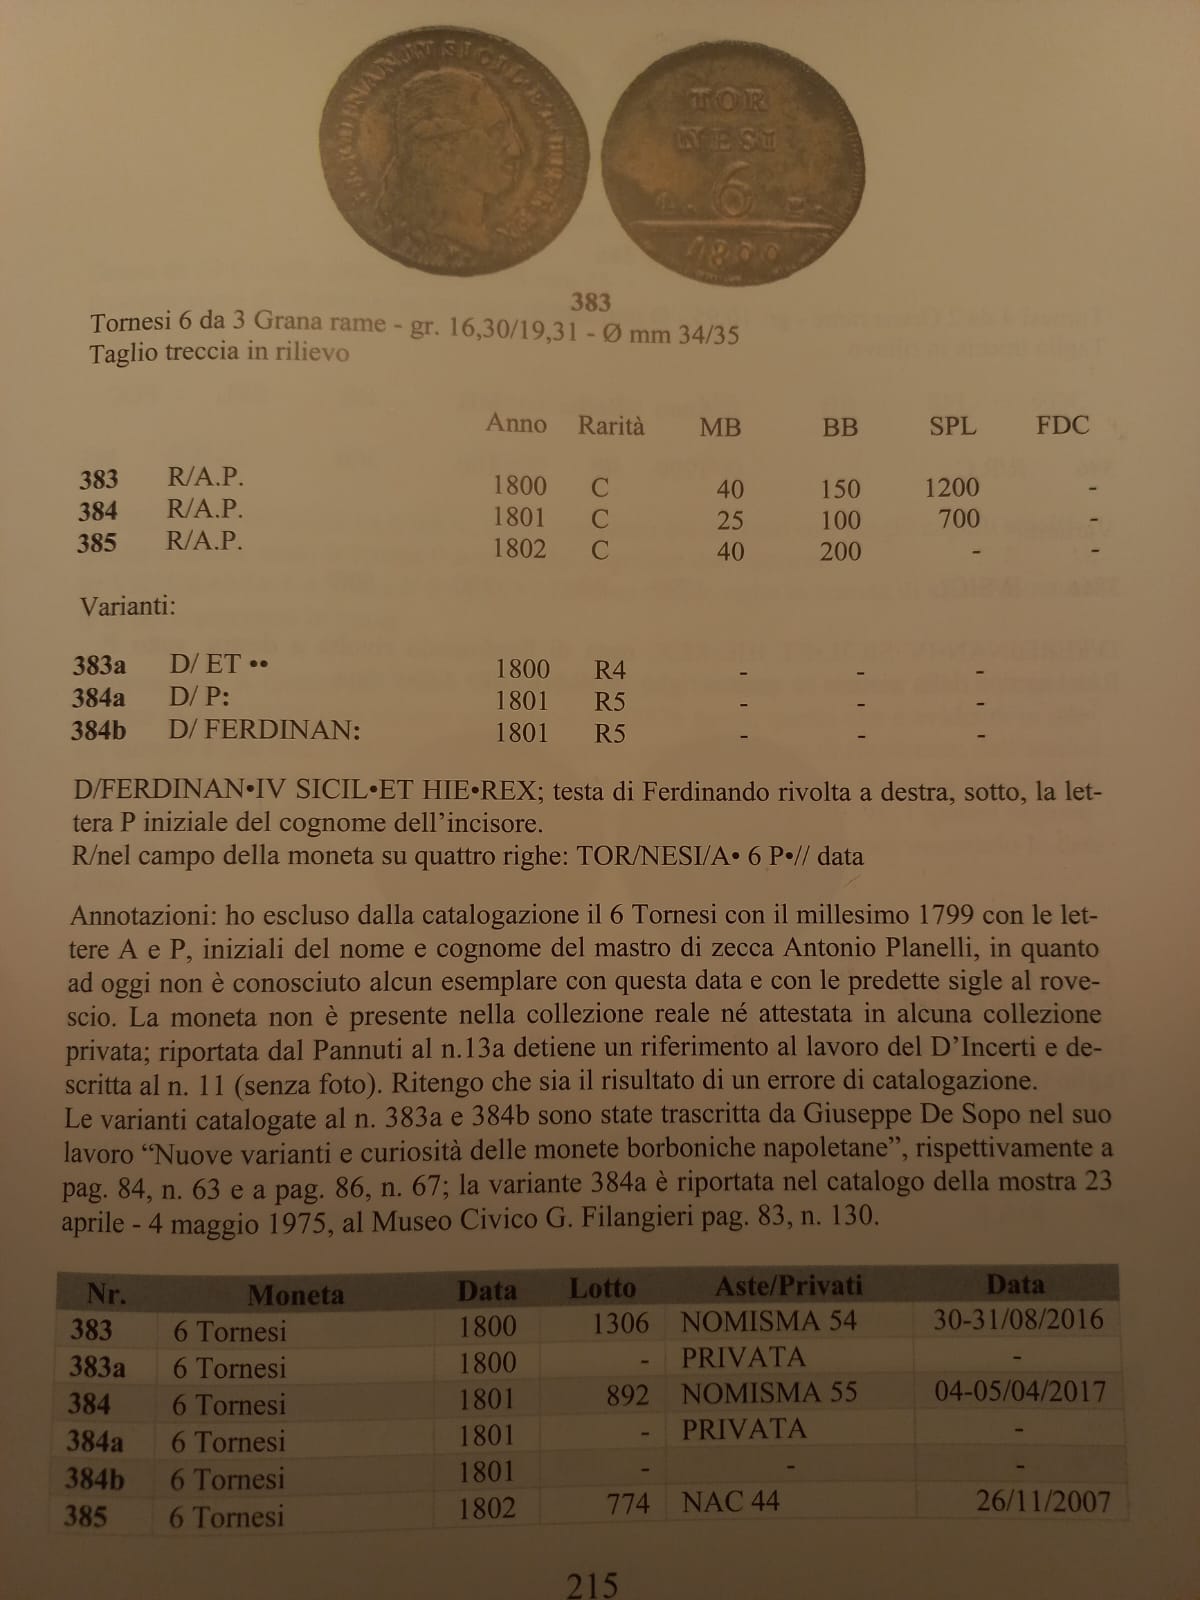 TOR
NESI
6
1800
383
Tornesi 6 da 3 Grana rame - gr. 16,30/19,31 - Ø mm 34/35
Taglio treccia in rilievo
Anno Rarità MB BB SPL FDC
383 R/A.P. 1800 C 40 150 1200 -
384 R/A.P. 1801 C 25 100 700 -
385 R/A.P. 1802 C 40 200 - -
Varianti:
383a D/ ET •• 1800 R4 - - -
384a D/ P: 1801 R5 - - -
384b D/ FERDINAN: 1801 R5 - - -
D/FERDINAN•IV SICIL•ET HIE•REX; testa di Ferdinando rivolta a destra, sotto, la let-
tera P iniziale del cognome dell’incisore.
R/nel campo della moneta su quattro righe: TOR/NESI/A• 6 P•// data
Annotazioni: ho escluso dalla catalogazione il 6 Tornesi con il millesimo 1799 con le let-
tere A e P, iniziali del nome e cognome del mastro di zecca Antonio Planelli, in quanto
ad oggi non è conosciuto alcun esemplare con questa data e con le predette sigle al rove-
scio. La moneta non è presente nella collezione reale né attestata in alcuna collezione
privata; riportata dal Pannuti al n.13a detiene un riferimento al lavoro del D’Incerti e de-
scritta al n. 11 (senza foto). Ritengo che sia il risultato di un errore di catalogazione.
Le varianti catalogate al n. 383a e 384b sono state trascritta da Giuseppe De Sopo nel suo
lavoro “Nuove varianti e curiosità delle monete borboniche napoletane”, rispettivamente a
pag. 84, n. 63 e a pag. 86, n. 67; la variante 384a è riportata nel catalogo della mostra 23
aprile - 4 maggio 1975, al Museo Civico G. Filangieri pag. 83, n. 130.
Nr. Moneta Data Lotto Aste/Privati Data
383 6 Tornesi 1800 1306 NOMISMA 54 30-31/08/2016
383a 6 Tornesi 1800 - PRIVATA -
384 6 Tornesi 1801 892 NOMISMA 55 04-05/04/2017
384a 6 Tornesi 1801 - PRIVATA -
384b 6 Tornesi 1801 - - -
385 6 Tornesi 1802 774 NAC 44 26/11/2007
215